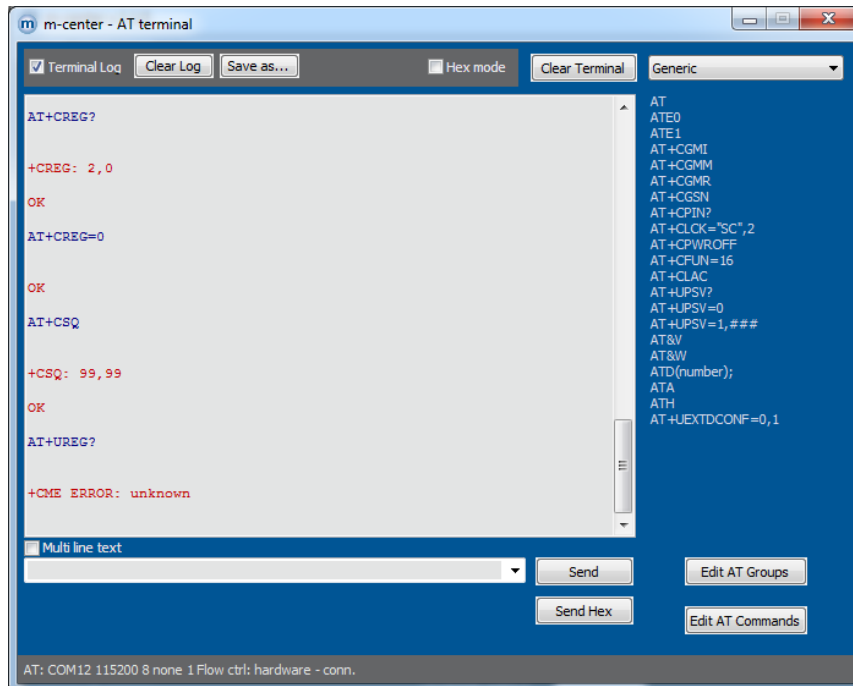 m-center - AT terminal
Terminal Log
Clear Log
Save as...
Hex mode
Clear Terminal
Generic
AT+CREG?
+CREG: 2,0
OK
AT+CREG=0
OK
AT+CSQ
+CSQ: 99,99
OK
AT+UREG?
+CME ERROR: unknown
AT
ATE0
ATE1
AT+CGMI
AT+CGMM
AT+CGMR
AT+CGSN
AT+CPIN?
AT+CLCK="SC",2
AT+CPWROFF
AT+CFUN=16
AT+CLAC
AT+UPSV?
AT+UPSV=0
AT+UPSV=1,###
AT&V
AT&W
ATD(number);
ATA
ATH
AT+UEXTDCONF=0,1
Multi line text
Send
Edit AT Groups
Send Hex
Edit AT Commands
AT: COM12 115200 8 none 1 Flow ctrl: hardware - conn.